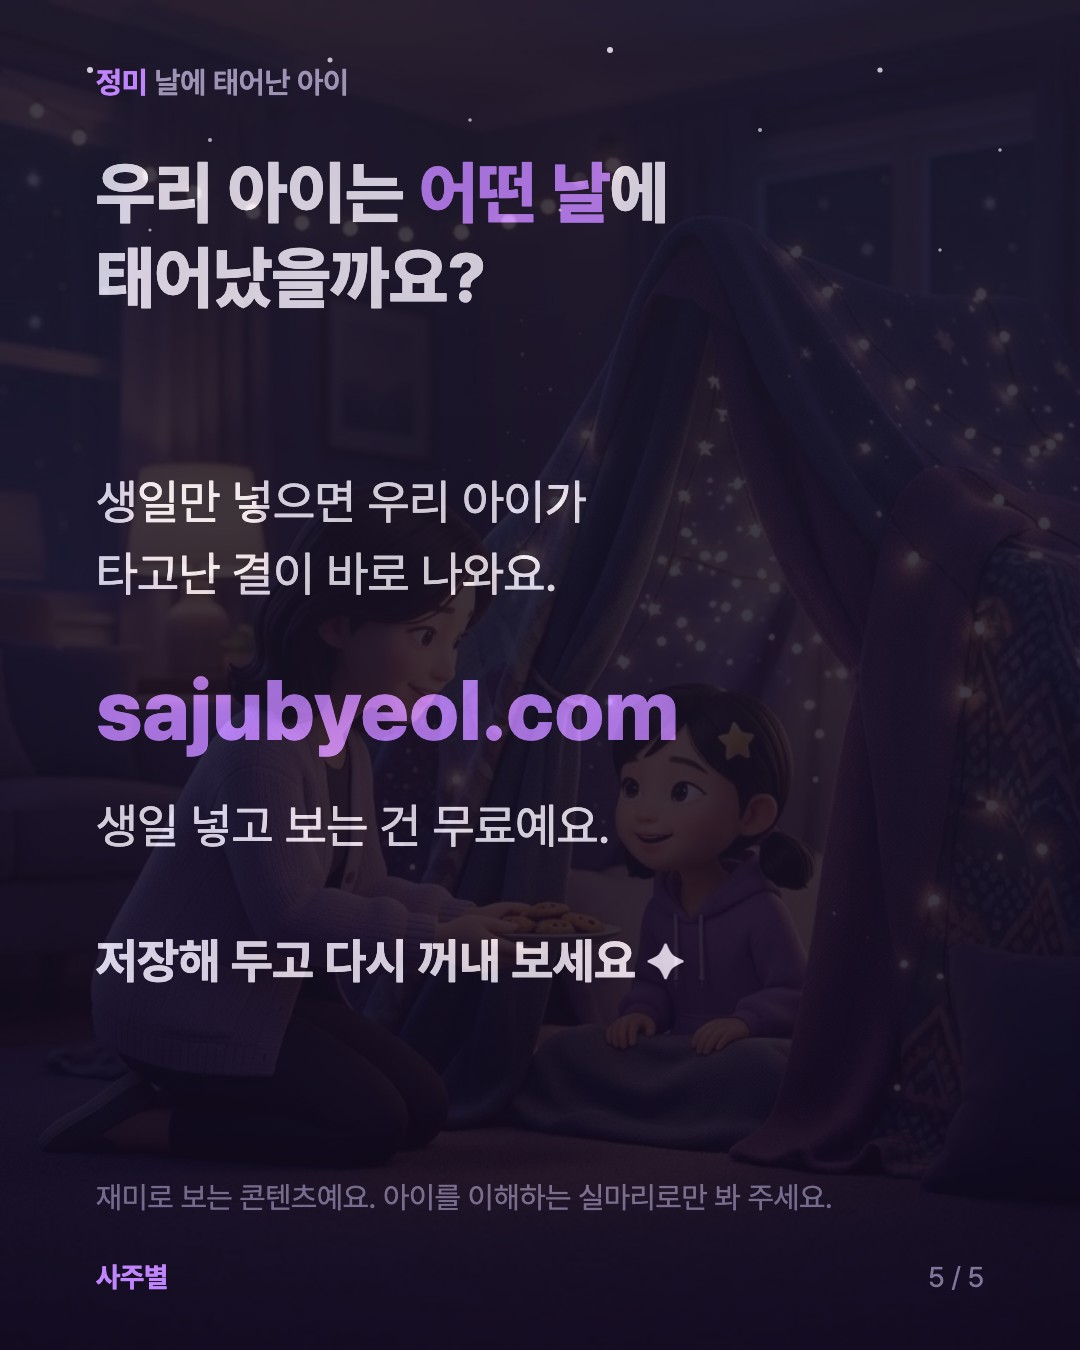 정미 날에 태어난 아이
우리 아이는 어떤 날에
태어났을까요?
생일만 넣으면 우리 아이가
타고난 결이 바로 나와요.
sajubyeol.com
생일 넣고 보는 건 무료예요.
저장해 두고 다시 꺼내 보세요 ✦
재미로 보는 콘텐츠예요. 아이를 이해하는 실마리로만 봐 주세요.
사주별
5 / 5